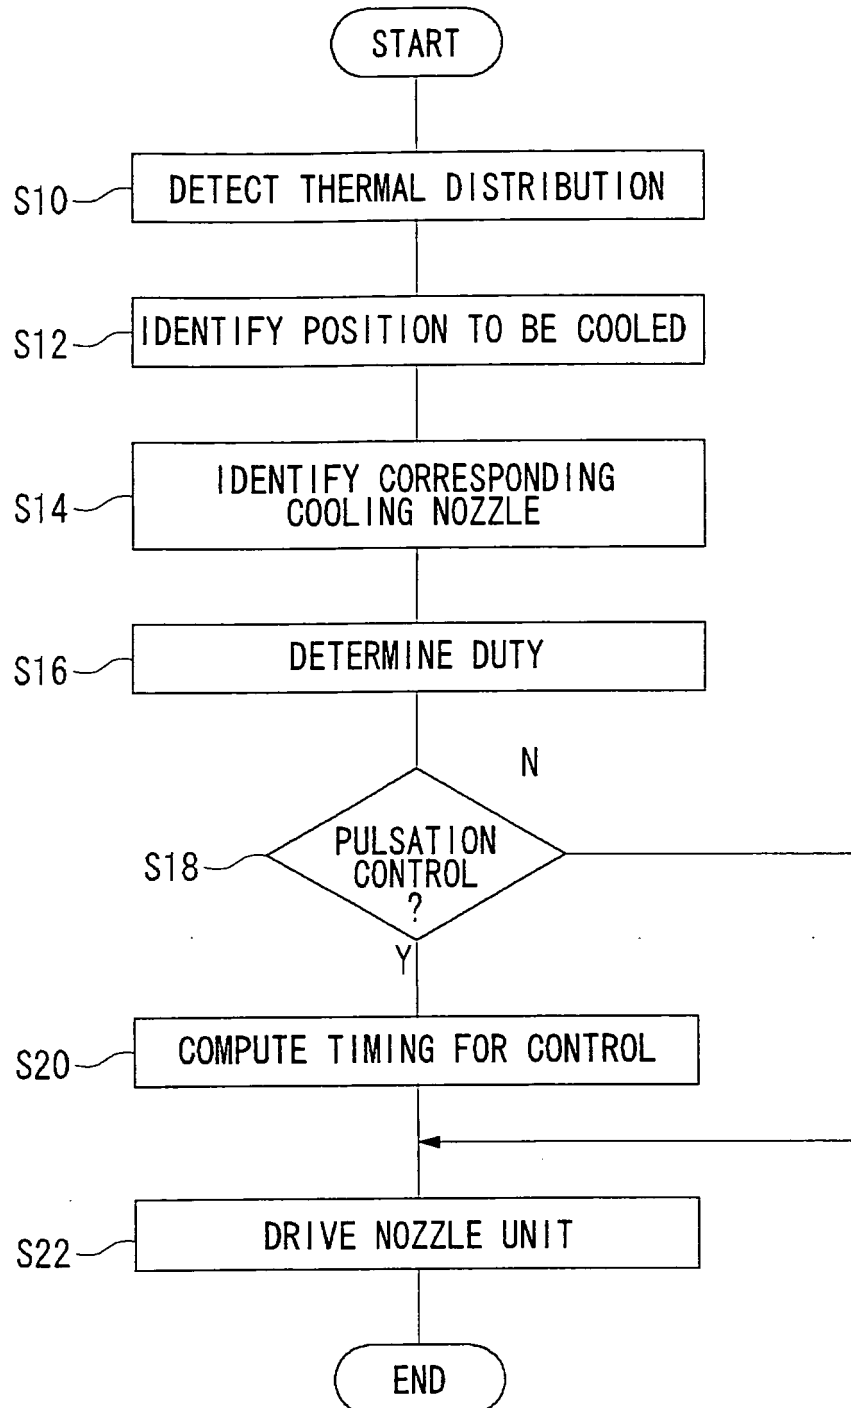 START
S10
DETECT THERMAL DISTRIBUTION
S12
IDENTIFY POSITION TO BE COOLED
S14
IDENTIFY CORRESPONDING
COOLING NOZZLE
S16
DETERMINE DUTY
N
S18
PULSATION
CONTROL
?
Y
S20
COMPUTE TIMING FOR CONTROL
S22
DRIVE NOZZLE UNIT
END